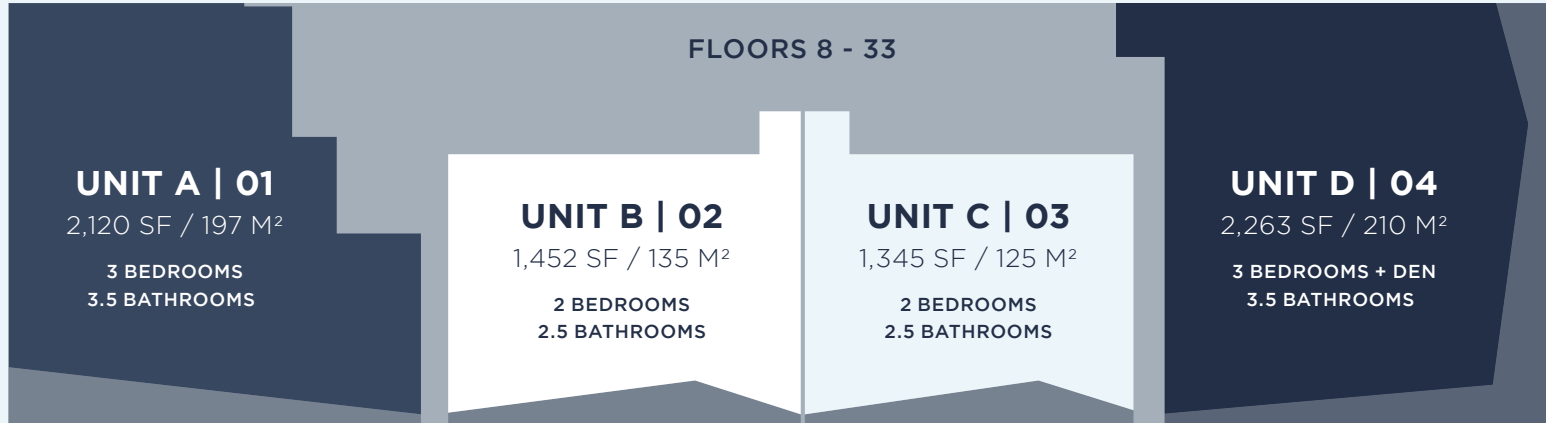 FLOORS 8 - 33
UNIT A | 01
2,120 SF / 197 M²
3 BEDROOMS
3.5 BATHROOMS
UNIT B | 02
1,452 SF / 135 M²
2 BEDROOMS
2.5 BATHROOMS
UNIT C | 03
1,345 SF / 125 M²
2 BEDROOMS
2.5 BATHROOMS
UNIT D | 04
2,263 SF / 210 M²
3 BEDROOMS + DEN
3.5 BATHROOMS